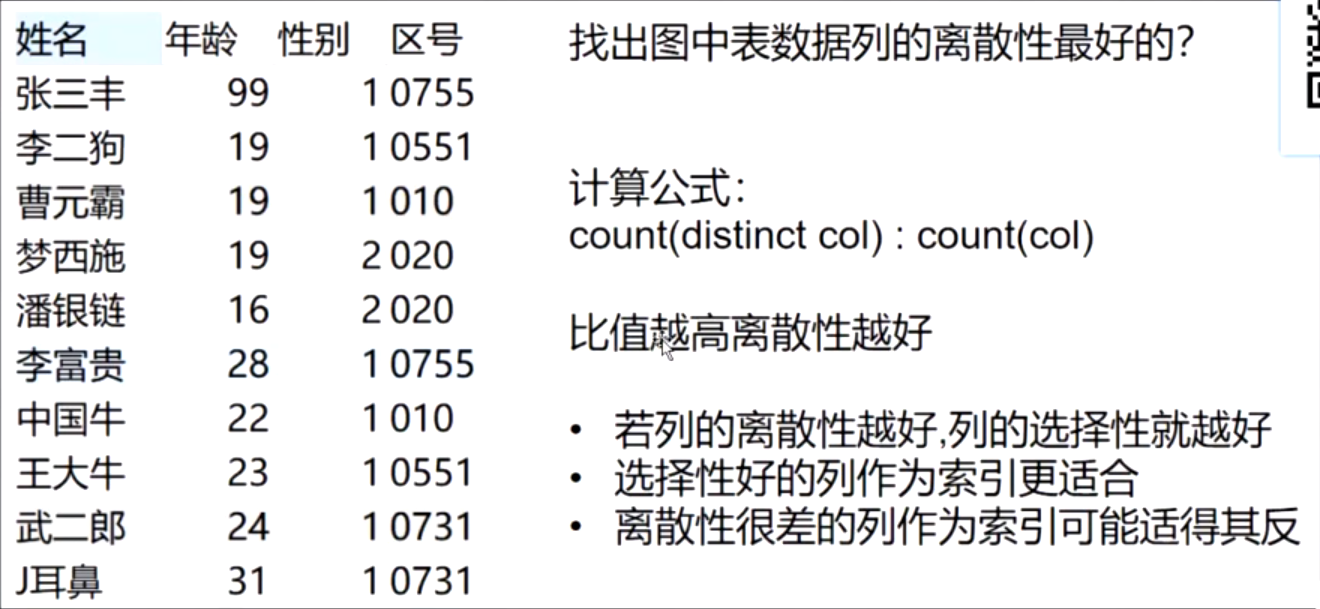 姓名 年龄 性别 区号
张三丰 99 1 0755
李二狗 19 1 0551
曹元霸 19 1 010
梦西施 19 2 020
潘银链 16 2 020
李富贵 28 1 0755
中国牛 22 1 010
王大牛 23 1 0551
武二郎 24 1 0731
J耳鼻 31 1 0731
找出图中表数据列的离散性最好的?
计算公式:
count(distinct col) : count(col)
比值越高离散性越好
• 若列的离散性越好,列的选择性就越好
• 选择性好的列作为索引更适合
• 离散性很差的列作为索引可能适得其反